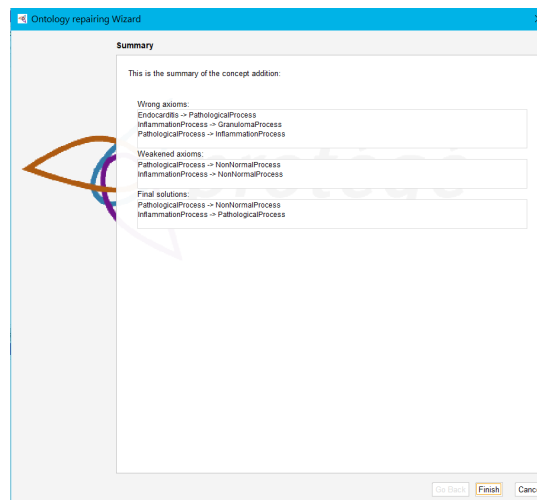 Ontology repairing Wizard
Summary
This is the summary of the concept addition:
Wrong axioms:
Endocarditis -> PathologicalProcess
InflammationProcess -> GranulomaProcess
PathologicalProcess -> InflammationProcess
Weakened axioms:
PathologicalProcess -> NonNormalProcess
InflammationProcess -> NonNormalProcess
Final solutions:
PathologicalProcess -> NonNormalProcess
InflammationProcess -> PathologicalProcess
Go Back Finish Canc